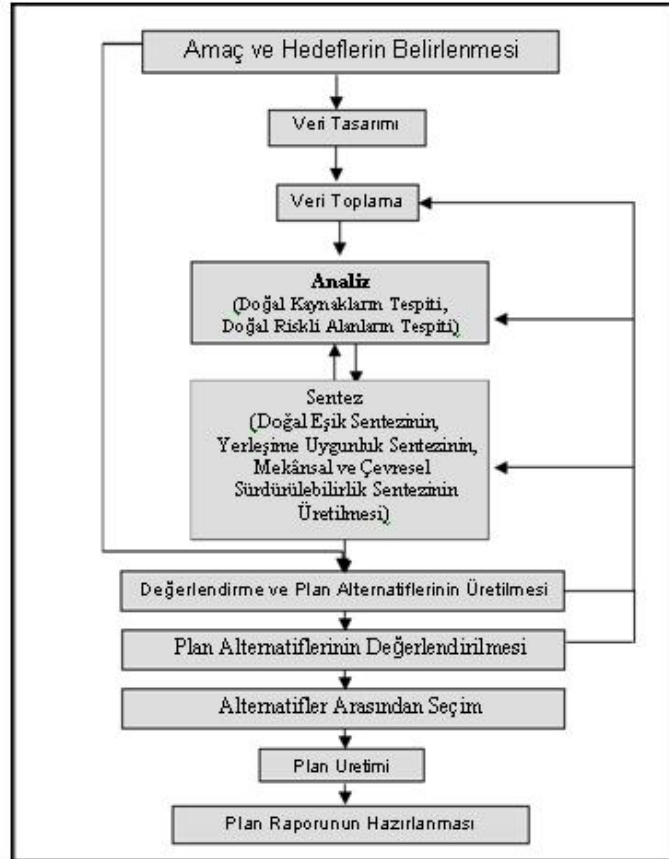 Amaç ve Hedeflerin Belirlenmesi
Veri Tasarımı
Veri Toplama
Analiz
(Doğal Kaynakların Tespiti,
Doğal Riskli Alanların Tespiti)
Sentez
(Doğal Eşik Sentezinin,
Yerleşime Uygunluk Sentezinin,
Mekânsal ve Çevresel
Sürdürülebilirlik Sentezinin
Üretilmesi)
Değerlendirme ve Plan Alternatiflerinin Üretilmesi
Plan Alternatiflerinin Değerlendirilmesi
Alternatifler Arasından Seçim
Plan Üretimi
Plan Raporunun Hazırlanması